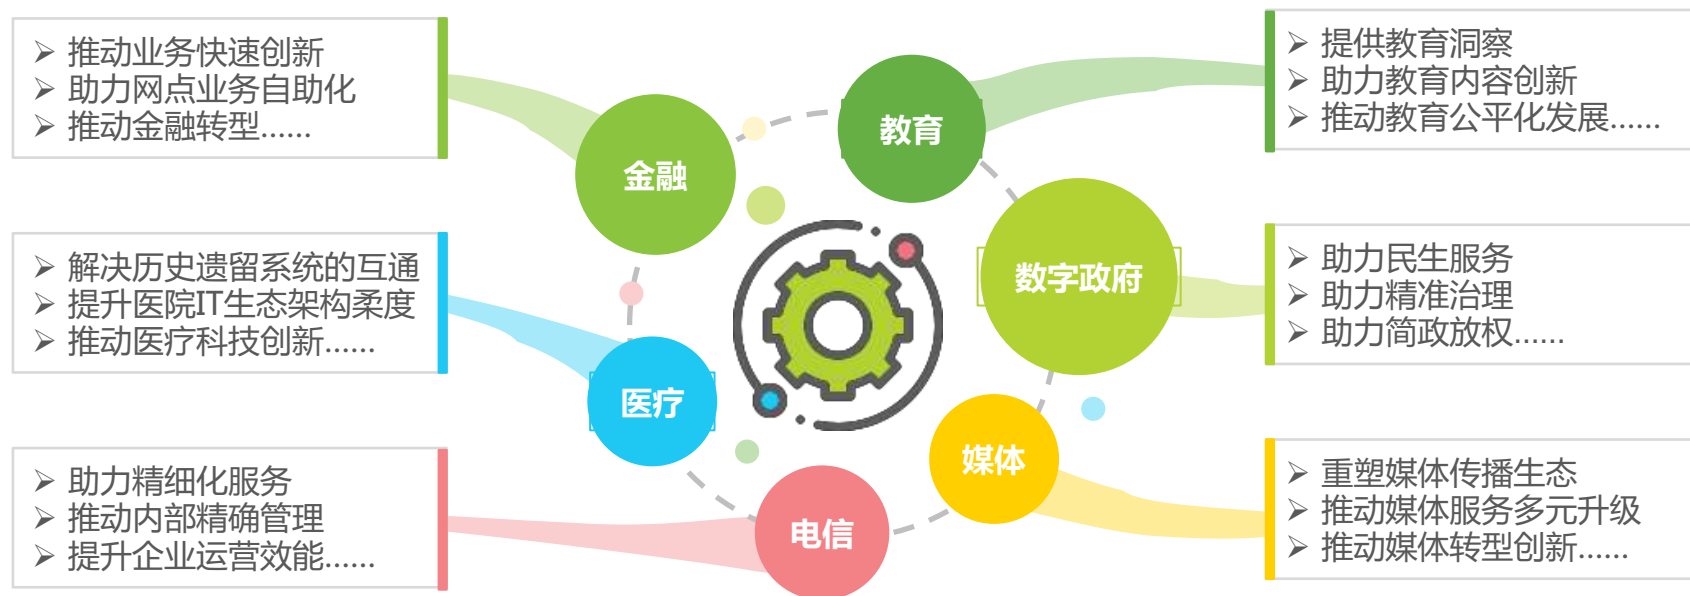 推动业务快速创新
助力网点业务自助化
推动金融转型……
金融
教育
提供教育洞察
助力教育内容创新
推动教育公平化发展……
解决历史遗留系统的互通
提升医院IT生态架构柔度
推动医疗科技创新……
医疗
数字政府
助力民生服务
助力精准治理
助力简政放权……
助力精细化服务
推动内部精确管理
提升企业运营效能……
电信
媒体
重塑媒体传播生态
推动媒体服务多元升级
推动媒体转型创新……